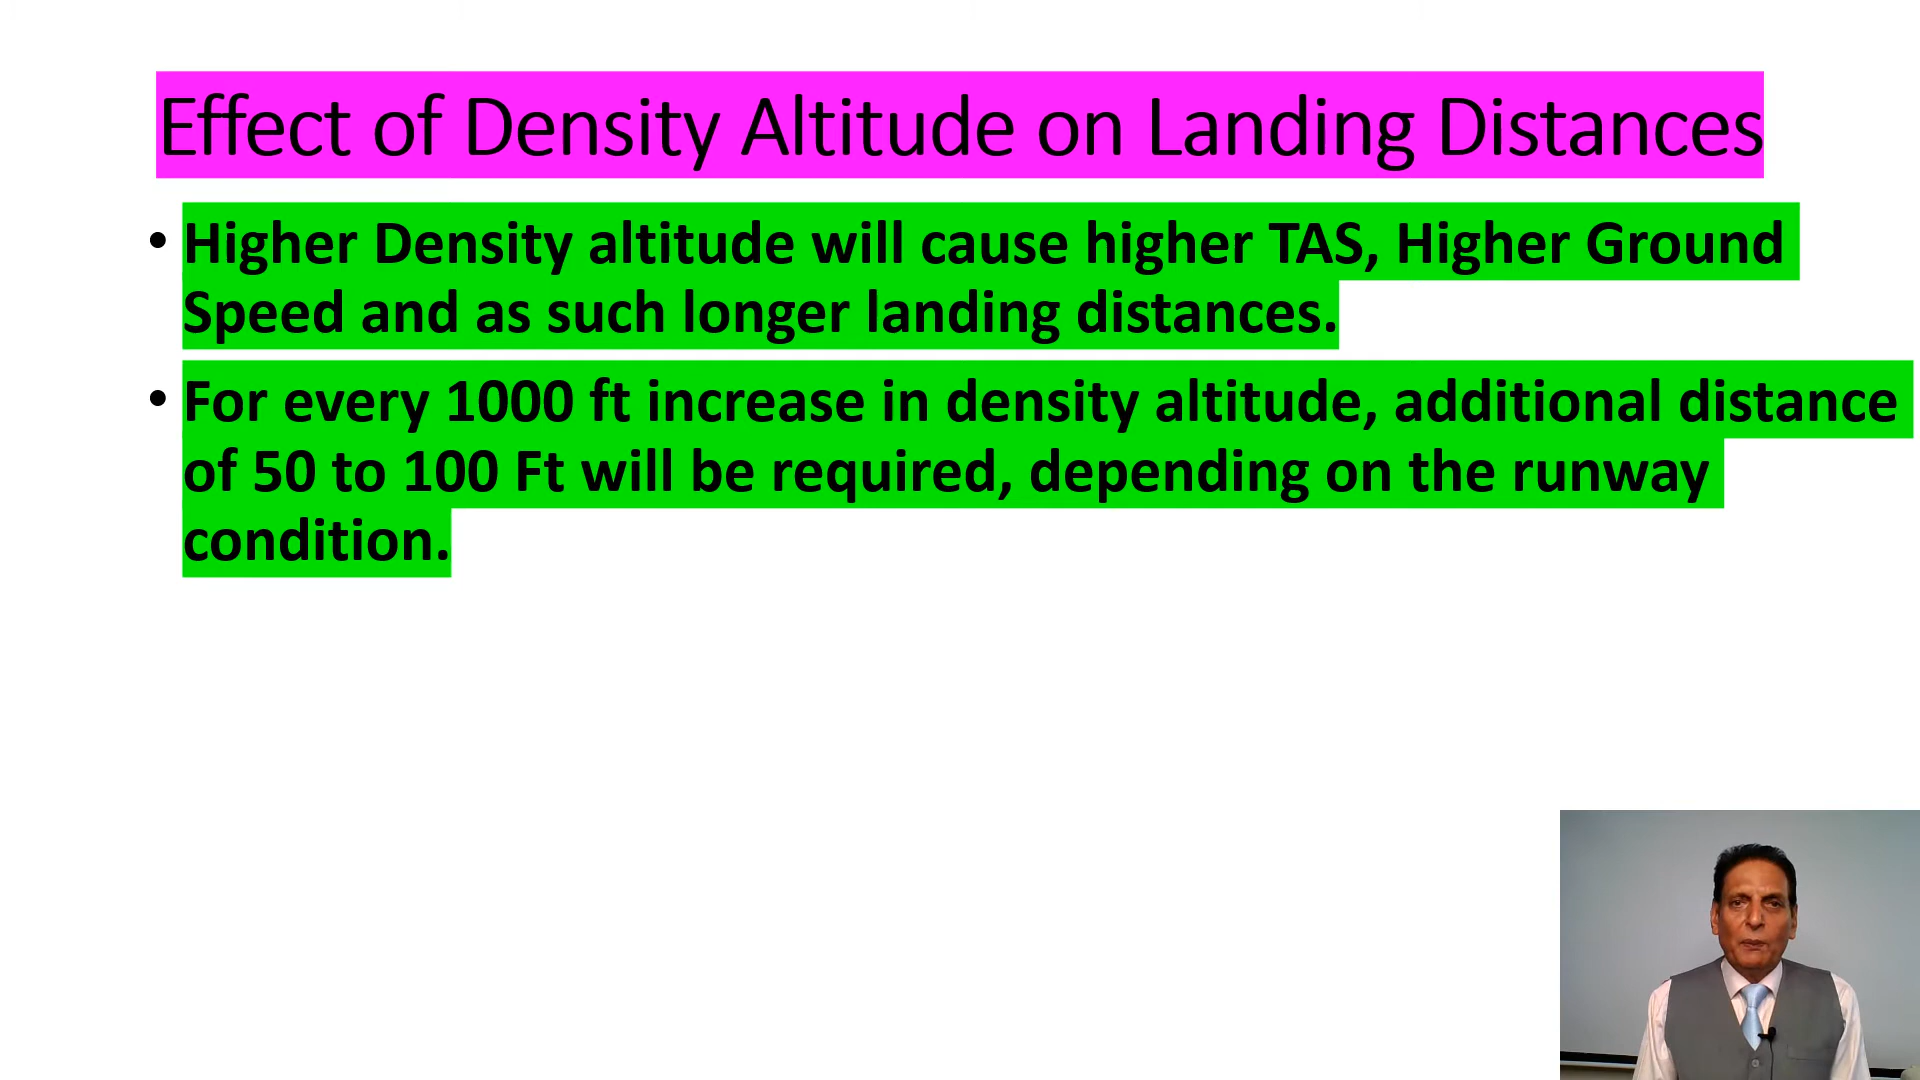 Effect of Density Altitude on Landing Distances
• Higher Density altitude will cause higher TAS, Higher Ground
Speed and as such longer landing distances.
• For every 1000 ft increase in density altitude, additional distance
of 50 to 100 Ft will be required, depending on the runway
condition.